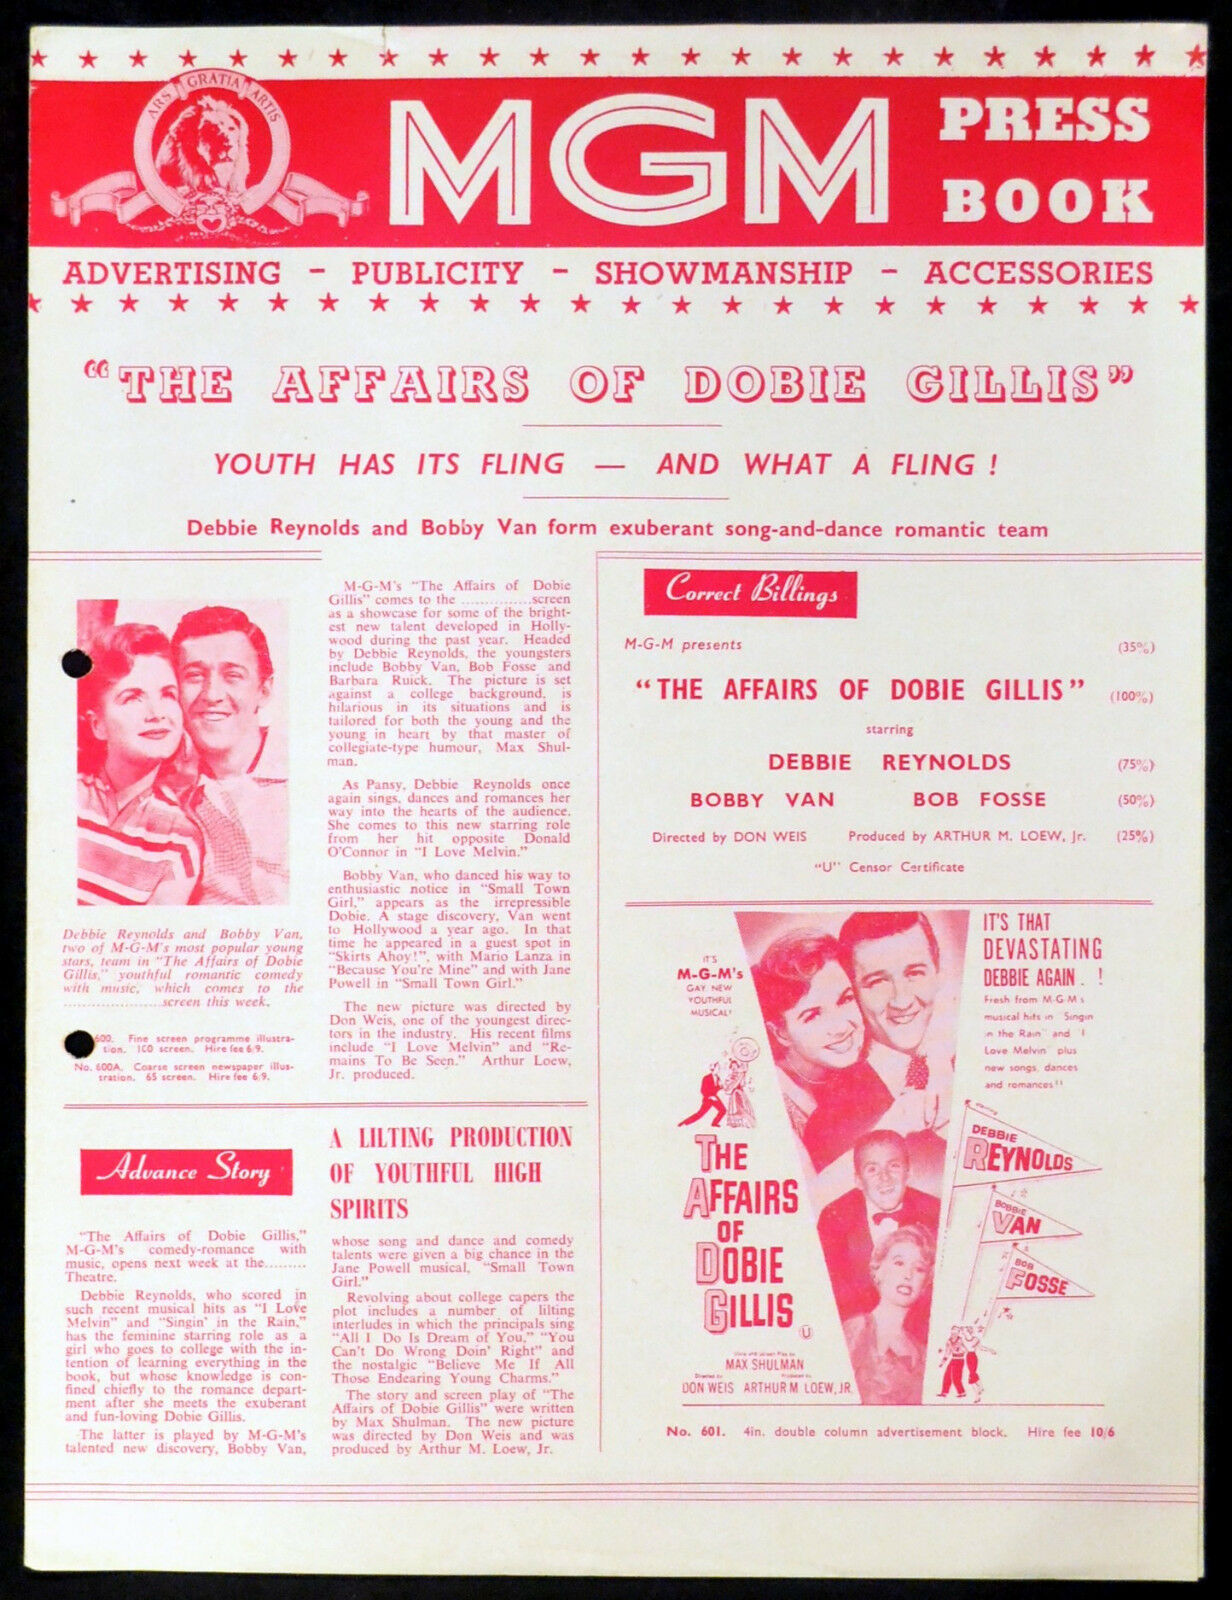 ARS GRATIA ARTIS
MGM
PRESS
BOOK
ADVERTISING - PUBLICITY - SHOWMANSHIP - ACCESSORIES
“THE AFFAIRS OF DOBIE GILLIS”
YOUTH HAS ITS FLING — AND WHAT A FLING !
Debbie Reynolds and Bobby Van form exuberant song-and-dance romantic team
Debbie Reynolds and Bobby Van,
two of M-G-M's most popular young
stars, team in “The Affairs of Dobie
Gillis,” youthful romantic comedy
with music, which comes to the
.....................screen this week.
600. Fine screen programme illustra-
tion. 100 screen. Hire fee 6/9.
No. 600A. Coarse screen newspaper illus-
tration. 65 screen. Hire fee 6/9.
M-G-M's “The Affairs of Dobie
Gillis” comes to the ...............screen
as a showcase for some of the bright-
est new talent developed in Holly-
wood during the past year. Headed
by Debbie Reynolds, the youngsters
include Bobby Van, Bob Fosse and
Barbara Ruick. The picture is set
against a college background, is
hilarious in its situations and is
tailored for both the young and the
young in heart by that master of
collegiate-type humour, Max Shul-
man.
As Pansy, Debbie Reynolds once
again sings, dances and romances her
way into the hearts of the audience.
She comes to this new starring role
from her hit opposite Donald
O'Connor in “I Love Melvin.”
Bobby Van, who danced his way to
enthusiastic notice in “Small Town
Girl,” appears as the irrepressible
Dobie. A stage discovery, Van went
to Hollywood a year ago. In that
time he appeared in a guest spot in
“Skirts Ahoy!”, with Mario Lanza in
“Because You're Mine” and with Jane
Powell in “Small Town Girl.”
The new picture was directed by
Don Weis, one of the youngest direc-
tors in the industry. His recent films
include “I Love Melvin” and “Re-
mains To Be Seen.” Arthur Loew,
Jr. produced.
Advance Story
“The Affairs of Dobie Gillis,”
M-G-M's comedy-romance with
music, opens next week at the.........
Theatre.
Debbie Reynolds, who scored in
such recent musical hits as “I Love
Melvin” and “Singin' in the Rain,”
has the feminine starring role as a
girl who goes to college with the in-
tention of learning everything in the
book, but whose knowledge is con-
fined chiefly to the romance depart-
ment after she meets the exuberant
and fun-loving Dobie Gillis.
The latter is played by M-G-M's
talented new discovery, Bobby Van,
A LILTING PRODUCTION
OF YOUTHFUL HIGH
SPIRITS
whose song and dance and comedy
talents were given a big chance in the
Jane Powell musical, “Small Town
Girl.”
Revolving about college capers the
plot includes a number of lilting
interludes in which the principals sing
“All I Do Is Dream of You,” “You
Can't Do Wrong Doin' Right” and
the nostalgic “Believe Me If All
Those Endearing Young Charms.”
The story and screen play of “The
Affairs of Dobie Gillis” were written
by Max Shulman. The new picture
was directed by Don Weis and was
produced by Arthur M. Loew, Jr.
Correct Billings
M-G-M presents (35%)
“THE AFFAIRS OF DOBIE GILLIS” (100%)
starring
DEBBIE REYNOLDS (75%)
BOBBY VAN BOB FOSSE (50%)
Directed by DON WEIS Produced by ARTHUR M. LOEW, Jr. (25%)
“U” Censor Certificate
IT'S
M-G-M's
GAY NEW
YOUTHFUL
MUSICAL!
IT'S THAT
DEVASTATING
DEBBIE AGAIN . !
Fresh from M-G-M's
musical hits in “Singin'
in the Rain” and “I
Love Melvin” plus
new songs, dances
and romances!!
THE
AFFAIRS
OF
DOBIE
GILLIS
U
starring
DEBBIE
REYNOLDS
BOBBIE
VAN
BOB
FOSSE
Story and Screen Play by
MAX SHULMAN
Directed by Produced by
DON WEIS ARTHUR M LOEW, JR.
No. 601. 4in. double column advertisement block. Hire fee 10/6